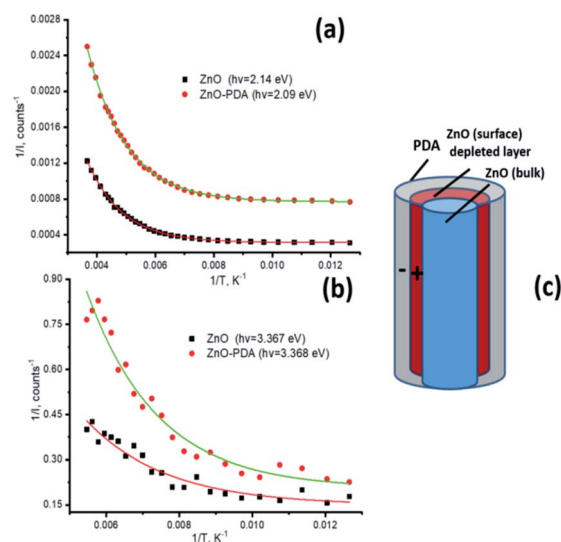 (a)
0.0028
0.0024
0.0020
0.0016
0.0012
0.0008
0.0004
1/I, counts⁻¹
ZnO (hν=2.14 eV)
ZnO-PDA (hν=2.09 eV)
0.004 0.006 0.008 0.010 0.012
1/T, K⁻¹
(b)
0.90
0.75
0.60
0.45
0.30
0.15
1/I, counts⁻¹
ZnO (hν=3.367 eV)
ZnO-PDA (hν=3.368 eV)
0.006 0.008 0.010 0.012
1/T, K⁻¹
PDA
ZnO (surface)
depleted layer
ZnO (bulk)
- +
(c)